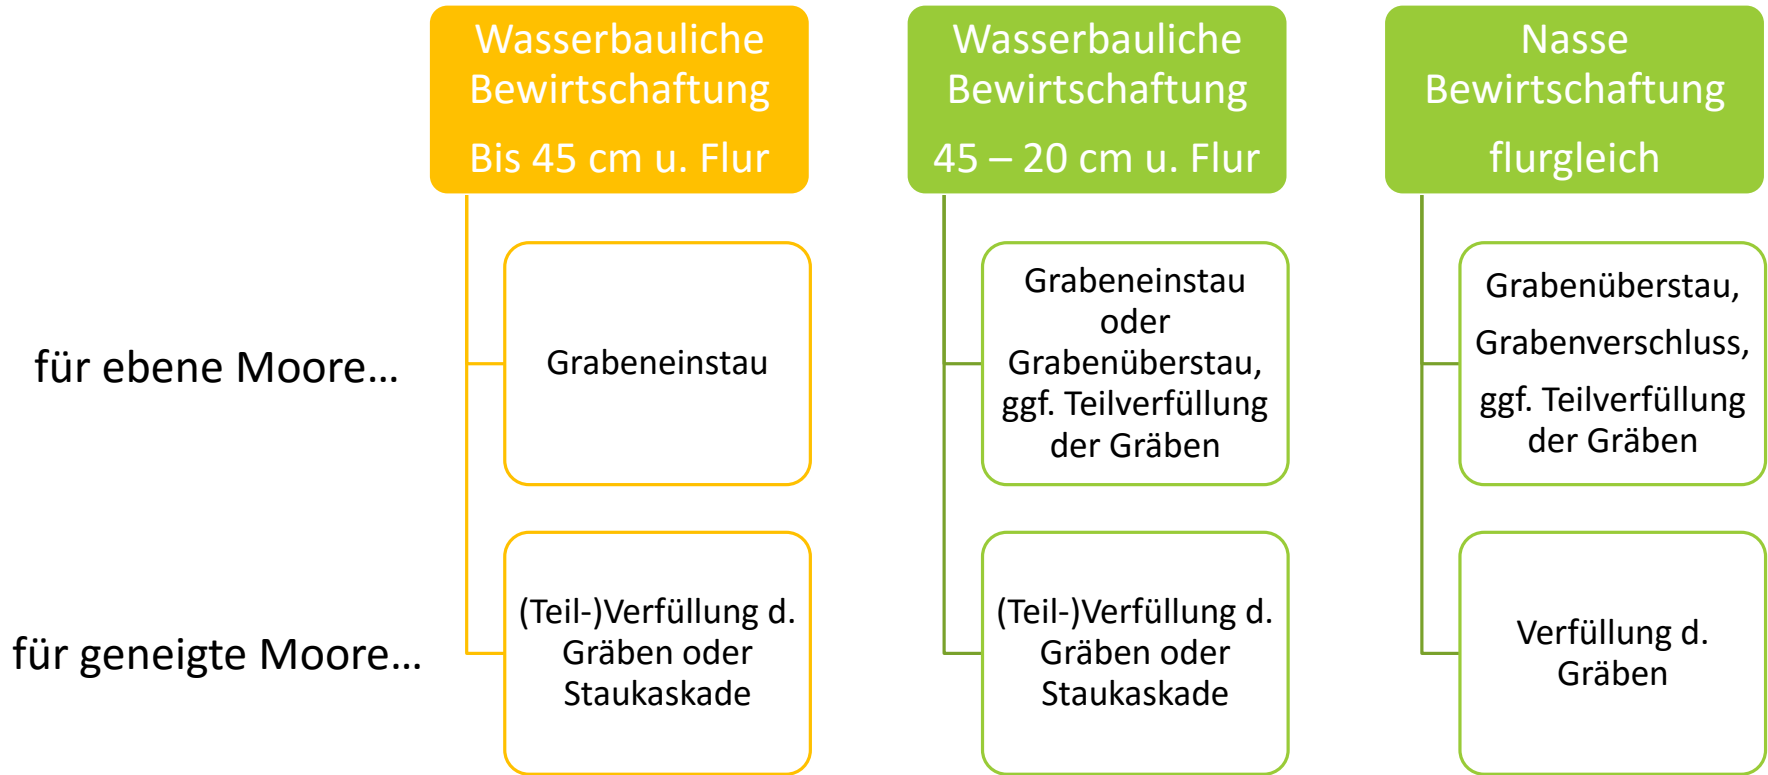 Wasserbauliche
Bewirtschaftung
Bis 45 cm u. Flur
Wasserbauliche
Bewirtschaftung
45 – 20 cm u. Flur
Nasse
Bewirtschaftung
flurgleich
für ebene Moore…
Grabeneinstau
Grabeneinstau
oder
Grabenüberstau,
ggf. Teilverfüllung
der Gräben
Grabenüberstau,
Grabenverschluss,
ggf. Teilverfüllung
der Gräben
für geneigte Moore…
(Teil-)Verfüllung d.
Gräben oder
Staukaskade
(Teil-)Verfüllung d.
Gräben oder
Staukaskade
Verfüllung d.
Gräben